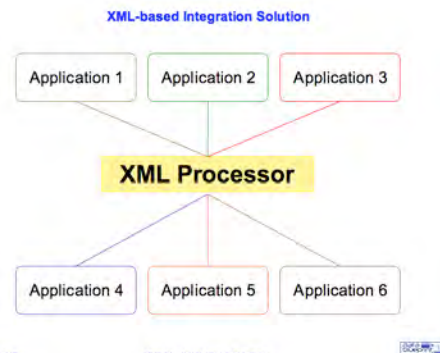 XML-based Integration Solution
Application 1 Application 2 Application 3
XML Processor
Application 4 Application 5 Application 6